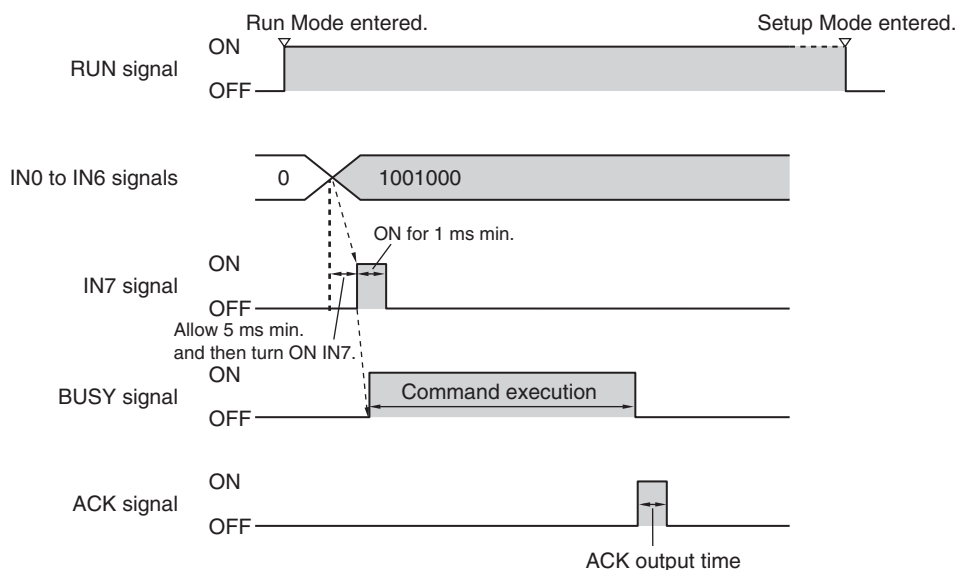 Run Mode entered.
Setup Mode entered.
ON
RUN signal
OFF
IN0 to IN6 signals
0
1001000
ON for 1 ms min.
ON
IN7 signal
OFF
Allow 5 ms min.
and then turn ON IN7.
ON
BUSY signal
Command execution
OFF
ON
ACK signal
OFF
ACK output time